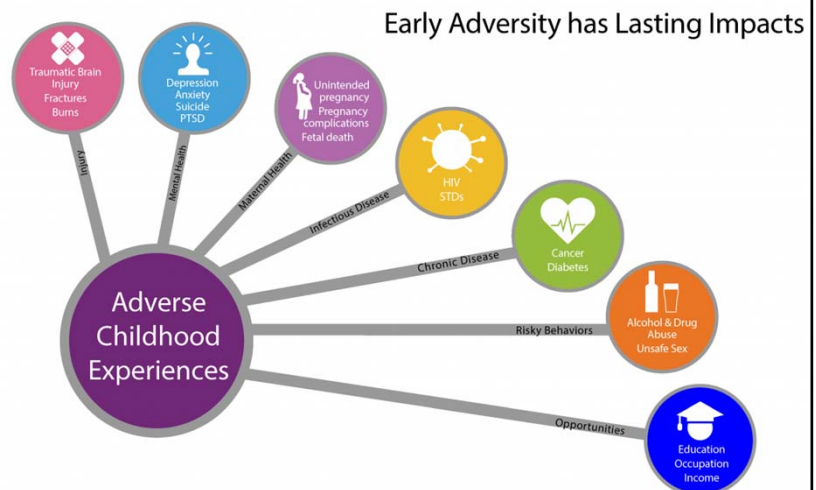 Early Adversity has Lasting Impacts
Traumatic Brain
Injury
Fractures
Burns
Depression
Anxiety
Suicide
PTSD
Unintended
pregnancy
Pregnancy
complications
Fetal death
HIV
STDs
Cancer
Diabetes
Alcohol & Drug
Abuse
Unsafe Sex
Education
Occupation
Income
Injury
Mental Health
Maternal Health
Infectious Disease
Chronic Disease
Risky Behaviors
Opportunities
Adverse
Childhood
Experiences